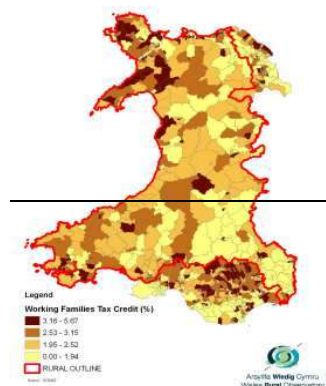 Legend
Working Families Tax Credit (%)
3.16 - 5.67
2.53 - 3.15
1.95 - 2.52
0.00 - 1.94
RURAL OUTLINE
Arsyllfa Wledig Cymru
Wales Rural Observatory